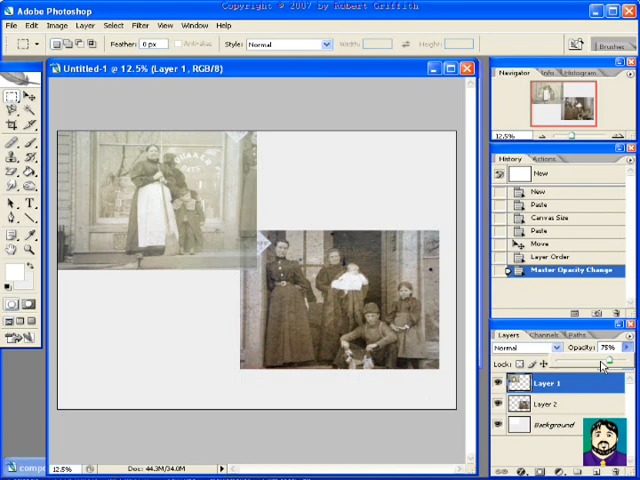 Copyright © 2007 by Robert Griffith
Adobe Photoshop
File Edit Image Layer Select Filter View Window Help
Feather: 0 px Anti-alias Style: Normal Width: Height: Brushes
Untitled-1 @ 12.5% (Layer 1, RGB/8)
Navigator Info Histogram
12.5%
History Actions
New
New
Paste
Canvas Size
Paste
Move
Layer Order
Master Opacity Change
Layers Channels Paths
Normal Opacity: 75%
Lock:
Layer 1
Layer 2
Background
QUAKER
12.5% Doc: 44.3M/34.0M